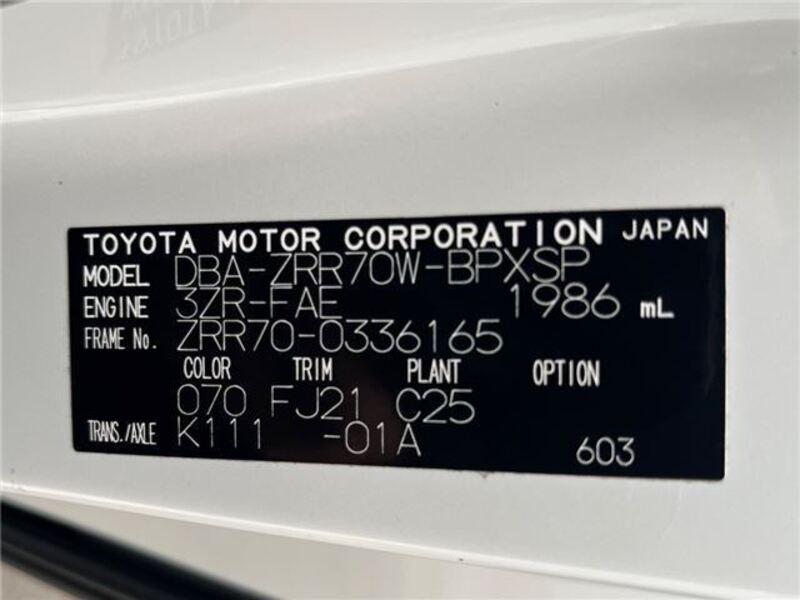 TOYOTA MOTOR CORPORATION JAPAN
MODEL DBA-ZRR70W-BPXSP
ENGINE 3ZR-FAE 1986 mL
FRAME No. ZRR70-0336165
COLOR TRIM PLANT OPTION
070 FJ21 C25
TRANS./AXLE K111 -01A 603